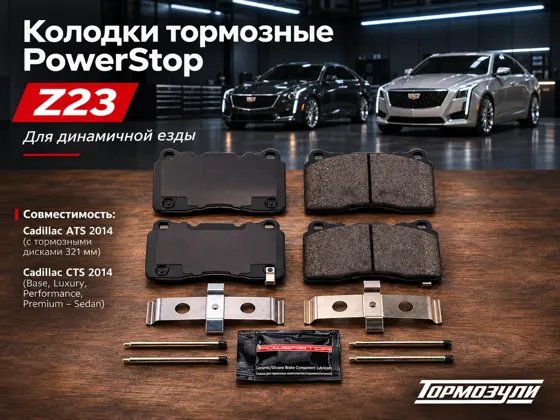 Колодки тормозные
PowerStop
Z23
Для динамичной езды
Совместимость:
Cadillac ATS 2014
(с тормозными
дисками 321 мм)
Cadillac CTS 2014
(Base, Luxury,
Performance,
Premium – Sedan)
POWERSTOP
Ceramic/Silicone Brake Component Lubricant
ТОРМОЗУЛИ